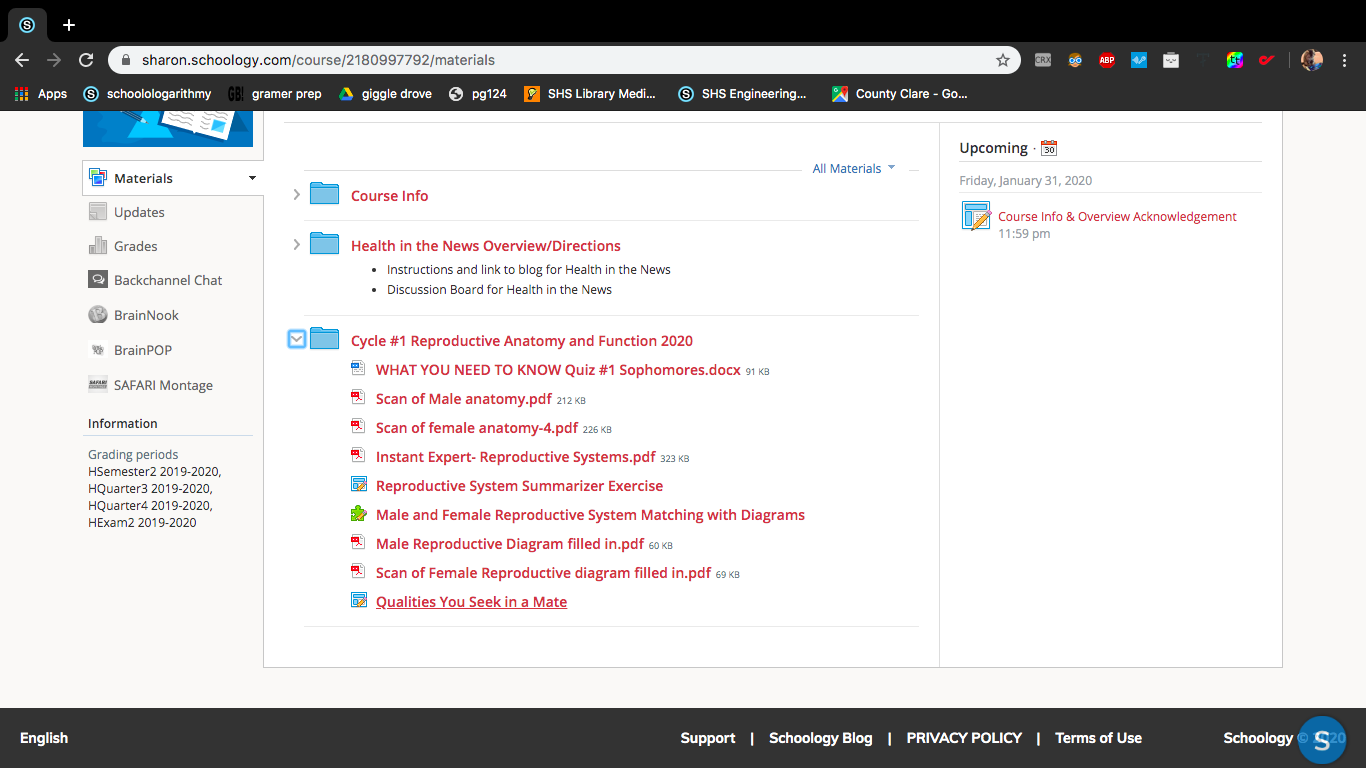 sharon.schoology.com/course/2180997792/materials
CRX
ABP
Apps
schoolologarithmy
GB!
gramer prep
giggle drove
pg124
SHS Library Medi...
SHS Engineering...
County Clare - Go...
Materials
Updates
Grades
Backchannel Chat
BrainNook
BrainPOP
SAFARI Montage
Information
Grading periods
HSemester2 2019-2020,
HQuarter3 2019-2020,
HQuarter4 2019-2020,
HExam2 2019-2020
All Materials
Course Info
Health in the News Overview/Directions
Instructions and link to blog for Health in the News
Discussion Board for Health in the News
Cycle #1 Reproductive Anatomy and Function 2020
WHAT YOU NEED TO KNOW Quiz #1 Sophomores.docx 91 KB
Scan of Male anatomy.pdf 212 KB
Scan of female anatomy-4.pdf 226 KB
Instant Expert- Reproductive Systems.pdf 323 KB
Reproductive System Summarizer Exercise
Male and Female Reproductive System Matching with Diagrams
Male Reproductive Diagram filled in.pdf 60 KB
Scan of Female Reproductive diagram filled in.pdf 69 KB
Qualities You Seek in a Mate
Upcoming · 30
Friday, January 31, 2020
Course Info & Overview Acknowledgement
11:59 pm
English
Support | Schoology Blog | PRIVACY POLICY | Terms of Use
Schoology ©
S